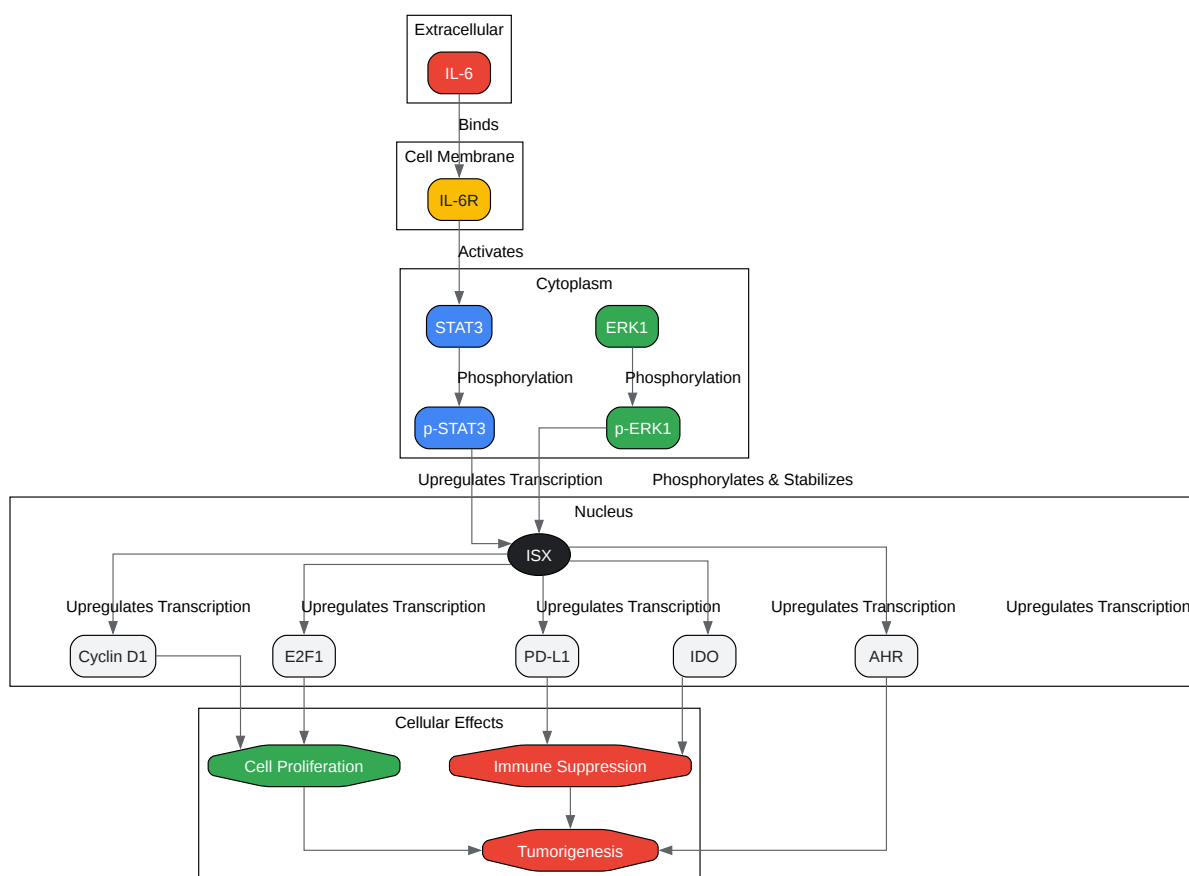 Extracellular
IL-6
Binds
Cell Membrane
IL-6R
Activates
Cytoplasm
STAT3
ERK1
Phosphorylation
Phosphorylation
p-STAT3
p-ERK1
Upregulates Transcription
Phosphorylates & Stabilizes
Nucleus
ISX
Upregulates Transcription
Upregulates Transcription
Upregulates Transcription
Upregulates Transcription
Upregulates Transcription
Cyclin D1
E2F1
PD-L1
IDO
AHR
Cellular Effects
Cell Proliferation
Immune Suppression
Tumorigenesis